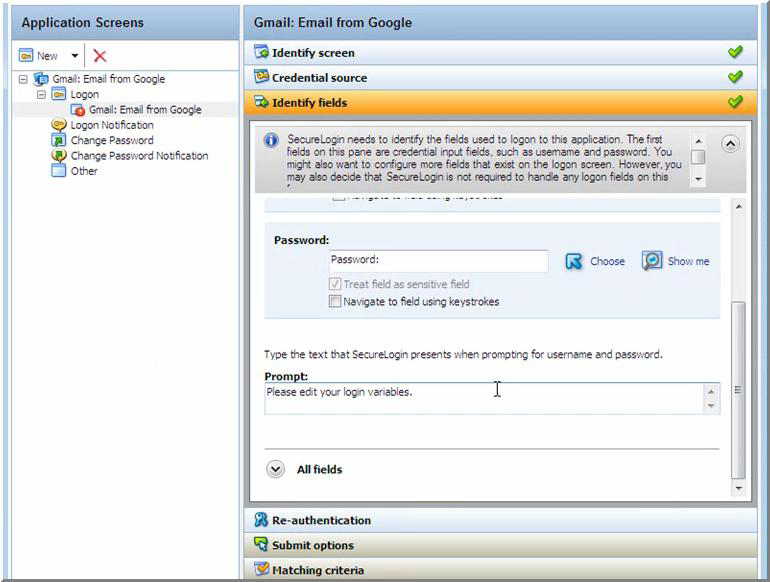 Application Screens
New
Gmail: Email from Google
Logon
Gmail: Email from Google
Logon Notification
Change Password
Change Password Notification
Other
Gmail: Email from Google
Identify screen
Credential source
Identify fields
SecureLogin needs to identify the fields used to logon to this application. The first
fields on this pane are credential input fields, such as username and password. You
might also want to configure more fields that exist on the logon screen. However, you
may also decide that SecureLogin is not required to handle any logon fields on this
Navigate to field using keystrokes
Password:
Password:
Choose
Show me
Treat field as sensitive field
Navigate to field using keystrokes
Type the text that SecureLogin presents when prompting for username and password.
Prompt:
Please edit your login variables.
All fields
Re-authentication
Submit options
Matching criteria